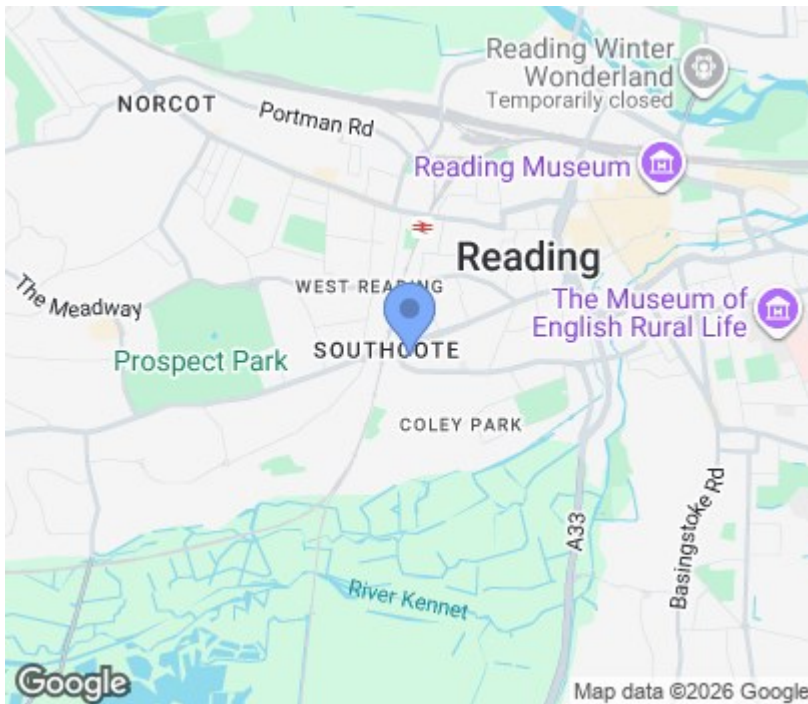 Reading Winter
Wonderland
Temporarily closed
NORCOT
Portman Rd
Reading Museum
Reading
WEST READING
The Meadway
The Museum of
English Rural Life
SOUTHCOTE
Prospect Park
COLEY PARK
A33
Basingstoke Rd
River Kennet
Google
Map data ©2026 Google